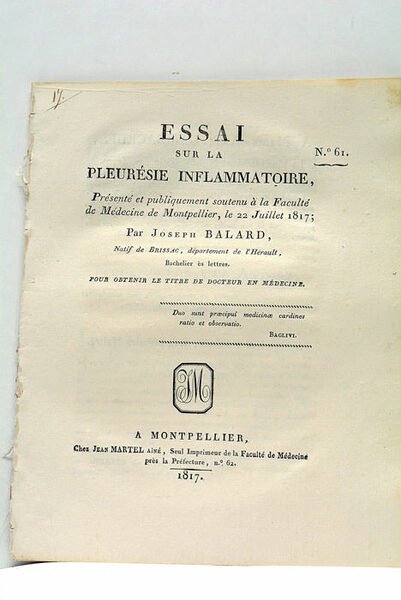 17.
ESSAI
SUR LA
N.º 61.
PLEURÉSIE INFLAMMATOIRE,
Présenté et publiquement soutenu à la Faculté
de Médecine de Montpellier, le 22 Juillet 1817;
Par JOSEPH BALARD,
Natif de BRISSAC, département de l'Hérault,
Bachelier ès lettres.
POUR OBTENIR LE TITRE DE DOCTEUR EN MÉDECINE.
Duo sunt præcipui medicinæ cardines
ratio et observatio.
BAGLIVI.
JM
A MONTPELLIER,
Chez JEAN MARTEL AÎNÉ, Seul Imprimeur de la Faculté de Médecine
près la Préfecture, n.º 62.
1817.